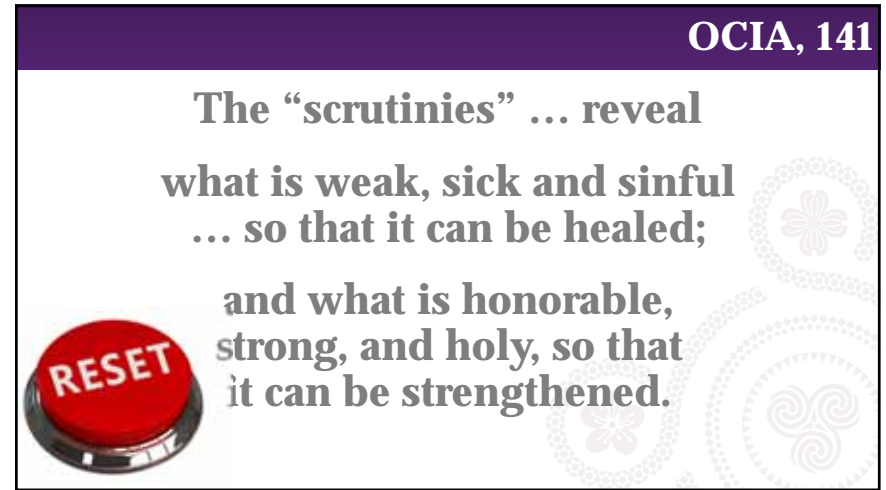 OCIA, 141
The “scrutinies” … reveal
what is weak, sick and sinful
… so that it can be healed;
and what is honorable,
strong, and holy, so that
it can be strengthened.
RESET